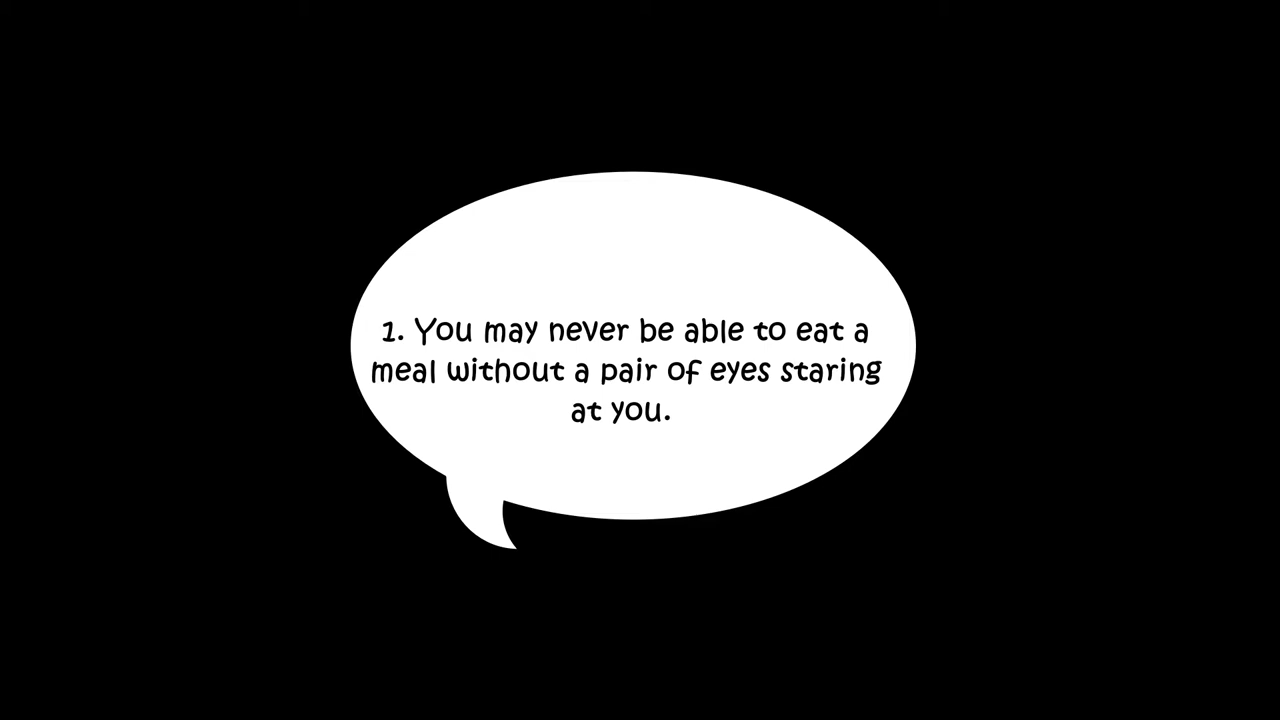 1. You may never be able to eat a
meal without a pair of eyes staring
at you.